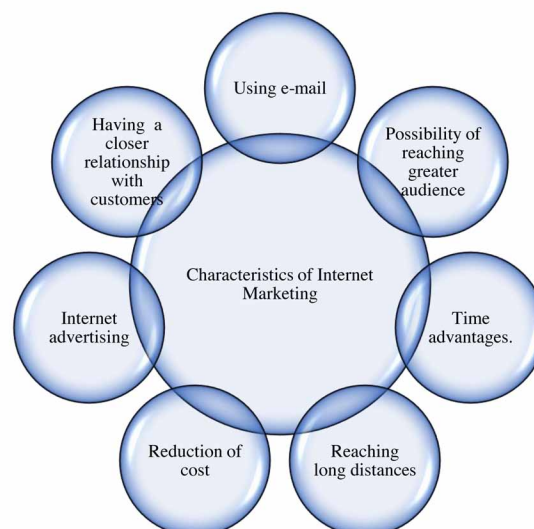 Using e-mail
Possibility of
reaching
greater
audience
Time
advantages.
Reaching
long distances
Reduction of
cost
Internet
advertising
Having a
closer
relationship
with
customers
Characteristics of Internet
Marketing